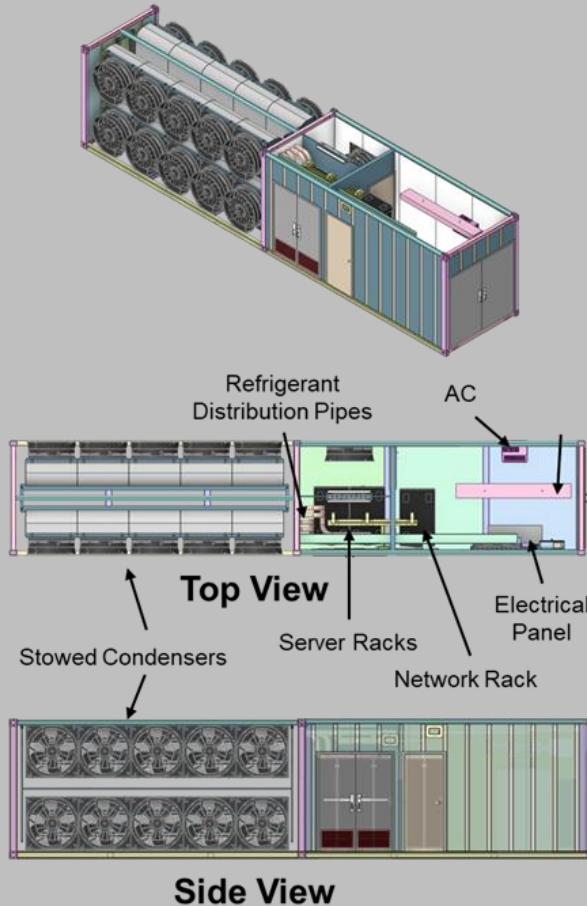 Refrigerant
Distribution Pipes
AC
Top View
Electrical
Panel
Server Racks
Stowed Condensers
Network Rack
Side View